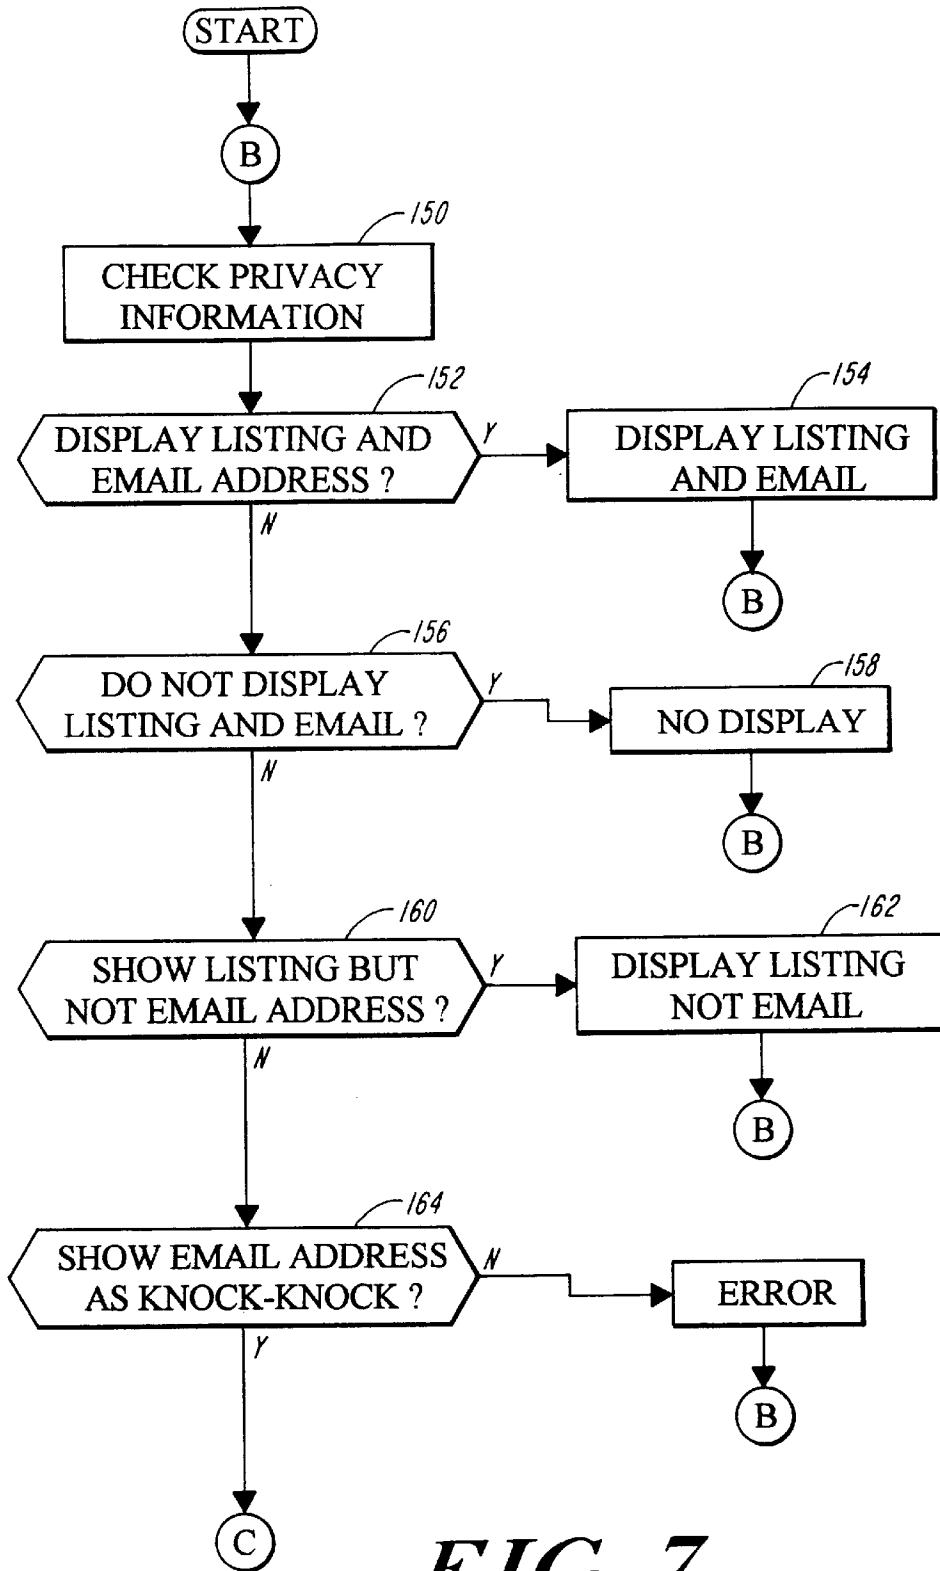 START
B
150
CHECK PRIVACY
INFORMATION
152
DISPLAY LISTING AND
EMAIL ADDRESS ?
Y
N
154
DISPLAY LISTING
AND EMAIL
B
156
DO NOT DISPLAY
LISTING AND EMAIL ?
Y
N
158
NO DISPLAY
B
160
SHOW LISTING BUT
NOT EMAIL ADDRESS ?
Y
N
162
DISPLAY LISTING
NOT EMAIL
B
164
SHOW EMAIL ADDRESS
AS KNOCK-KNOCK ?
N
Y
ERROR
B
C
FIG. 7